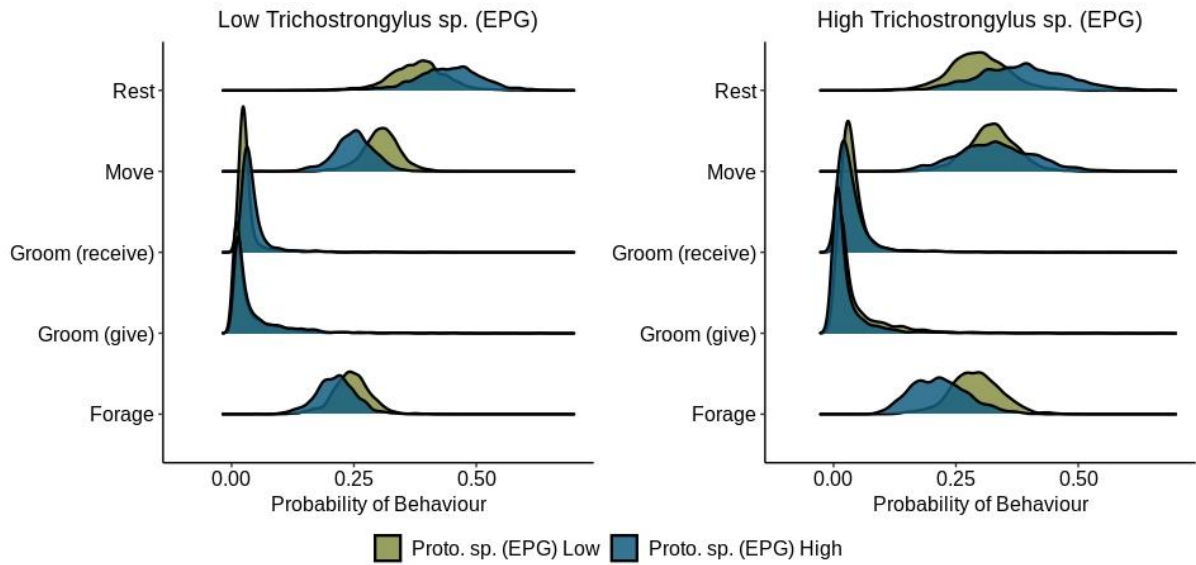 Low Trichostrongylus sp. (EPG)
Rest
Move
Groom (receive)
Groom (give)
Forage
0.00 0.25 0.50
Probability of Behaviour
High Trichostrongylus sp. (EPG)
Rest
Move
Groom (receive)
Groom (give)
Forage
0.00 0.25 0.50
Probability of Behaviour
Proto. sp. (EPG) Low Proto. sp. (EPG) High